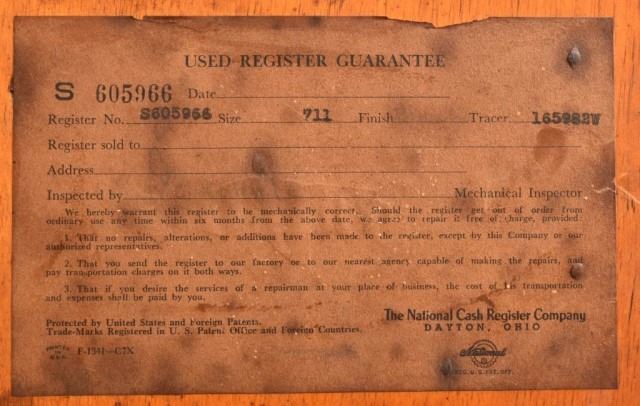 USED REGISTER GUARANTEE
S 605966 Date
Register No. S605966 Size 711 Finish Tracer 165982W
Register sold to
Address
Inspected by Mechanical Inspector
We hereby warrant this register to be mechanically correct. Should the register get out of order from
ordinary use any time within six months from the above date, we agree to repair it free of charge, provided:
1. That no repairs, alterations, or additions have been made to the register, except by this Company or our
authorized representatives.
2. That you send the register to our factory or to our nearest agency capable of making the repairs, and
pay transportation charges on it both ways.
3. That if you desire the services of a repairman at your place of business, the cost of his transportation
and expenses shall be paid by you.
Protected by United States and Foreign Patents.
Trade-Marks Registered in U. S. Patent Office and Foreign Countries.
The National Cash Register Company
DAYTON, OHIO
PRINTED IN U.S.A. F-1541—C7X
National
REG. U.S. PAT. OFF.